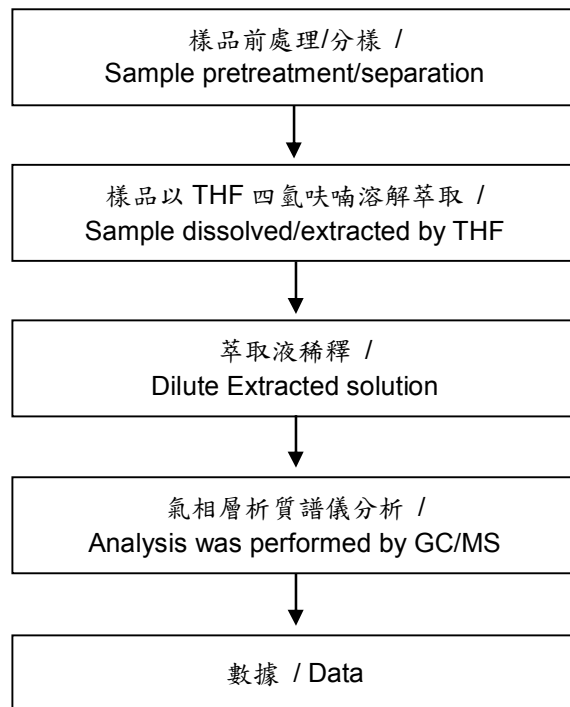 樣品前處理/分樣 /
Sample pretreatment/separation
樣品以 THF 四氫呋喃溶解萃取 /
Sample dissolved/extracted by THF
萃取液稀釋 /
Dilute Extracted solution
氣相層析質譜儀分析 /
Analysis was performed by GC/MS
數據 / Data